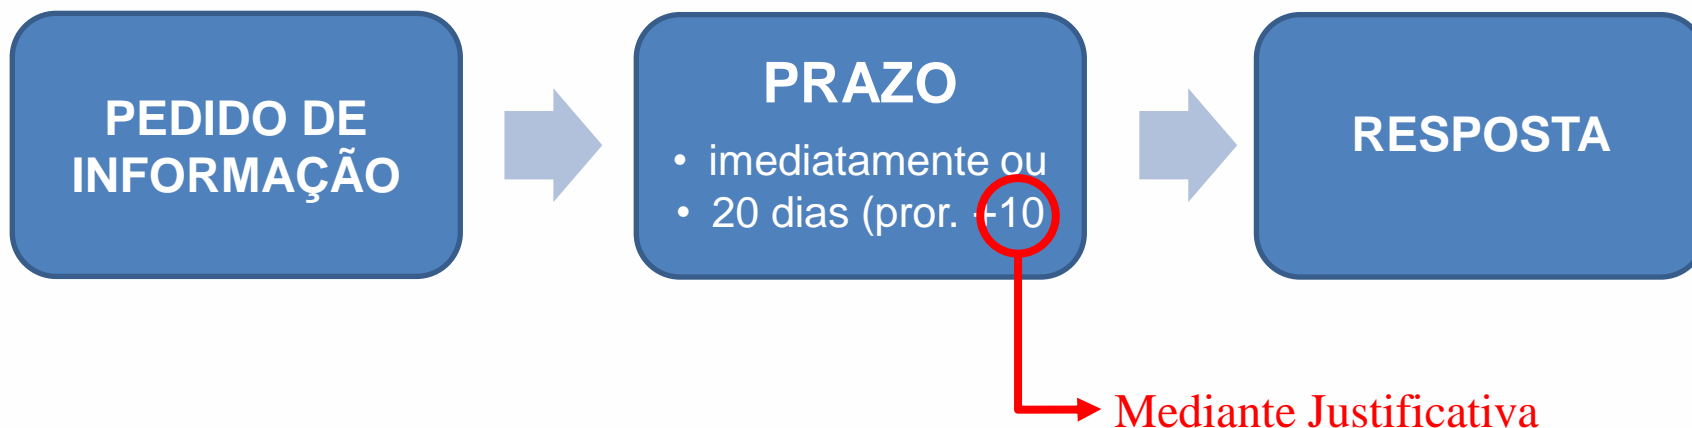 PEDIDO DE
INFORMAÇÃO
PRAZO
• imediatamente ou
• 20 dias (pror. +10
RESPOSTA
Mediante Justificativa